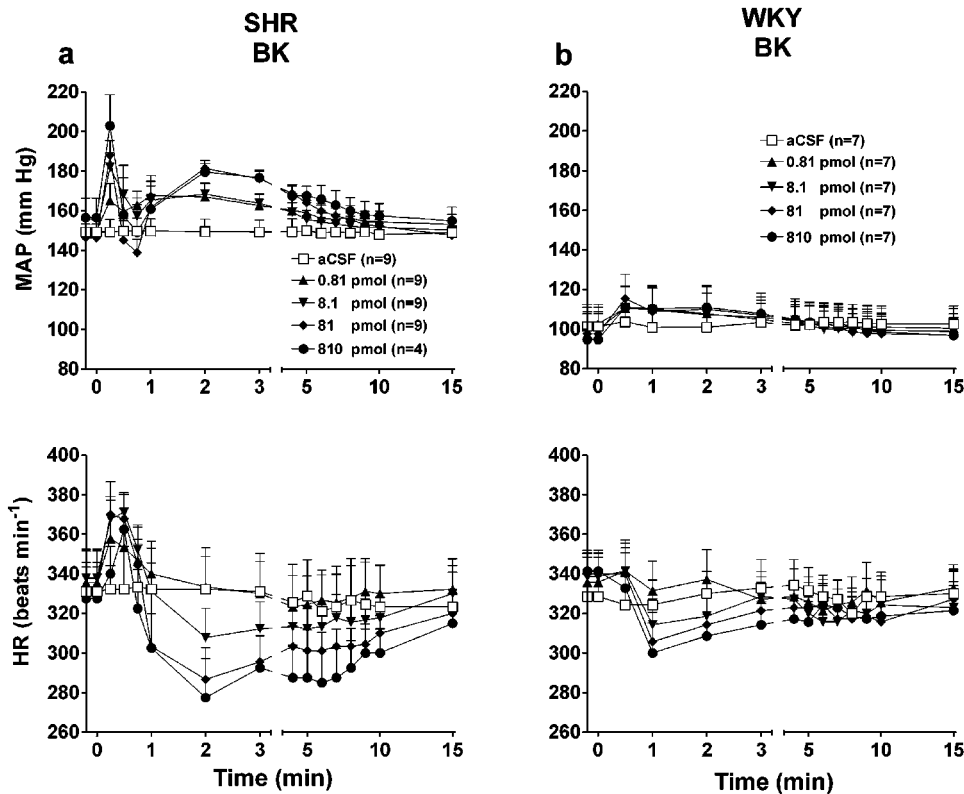 SHR
BK
a
MAP (mm Hg)
220
200
180
160
140
120
100
80
aCSF (n=9)
0.81 pmol (n=9)
8.1 pmol (n=9)
81 pmol (n=9)
810 pmol (n=4)
0 1 2 3 5 10 15
WKY
BK
b
220
200
180
160
140
120
100
80
aCSF (n=7)
0.81 pmol (n=7)
8.1 pmol (n=7)
81 pmol (n=7)
810 pmol (n=7)
0 1 2 3 5 10 15
HR (beats min-1)
400
380
360
340
320
300
280
260
0 1 2 3 5 10 15
Time (min)
400
380
360
340
320
300
280
260
0 1 2 3 5 10 15
Time (min)